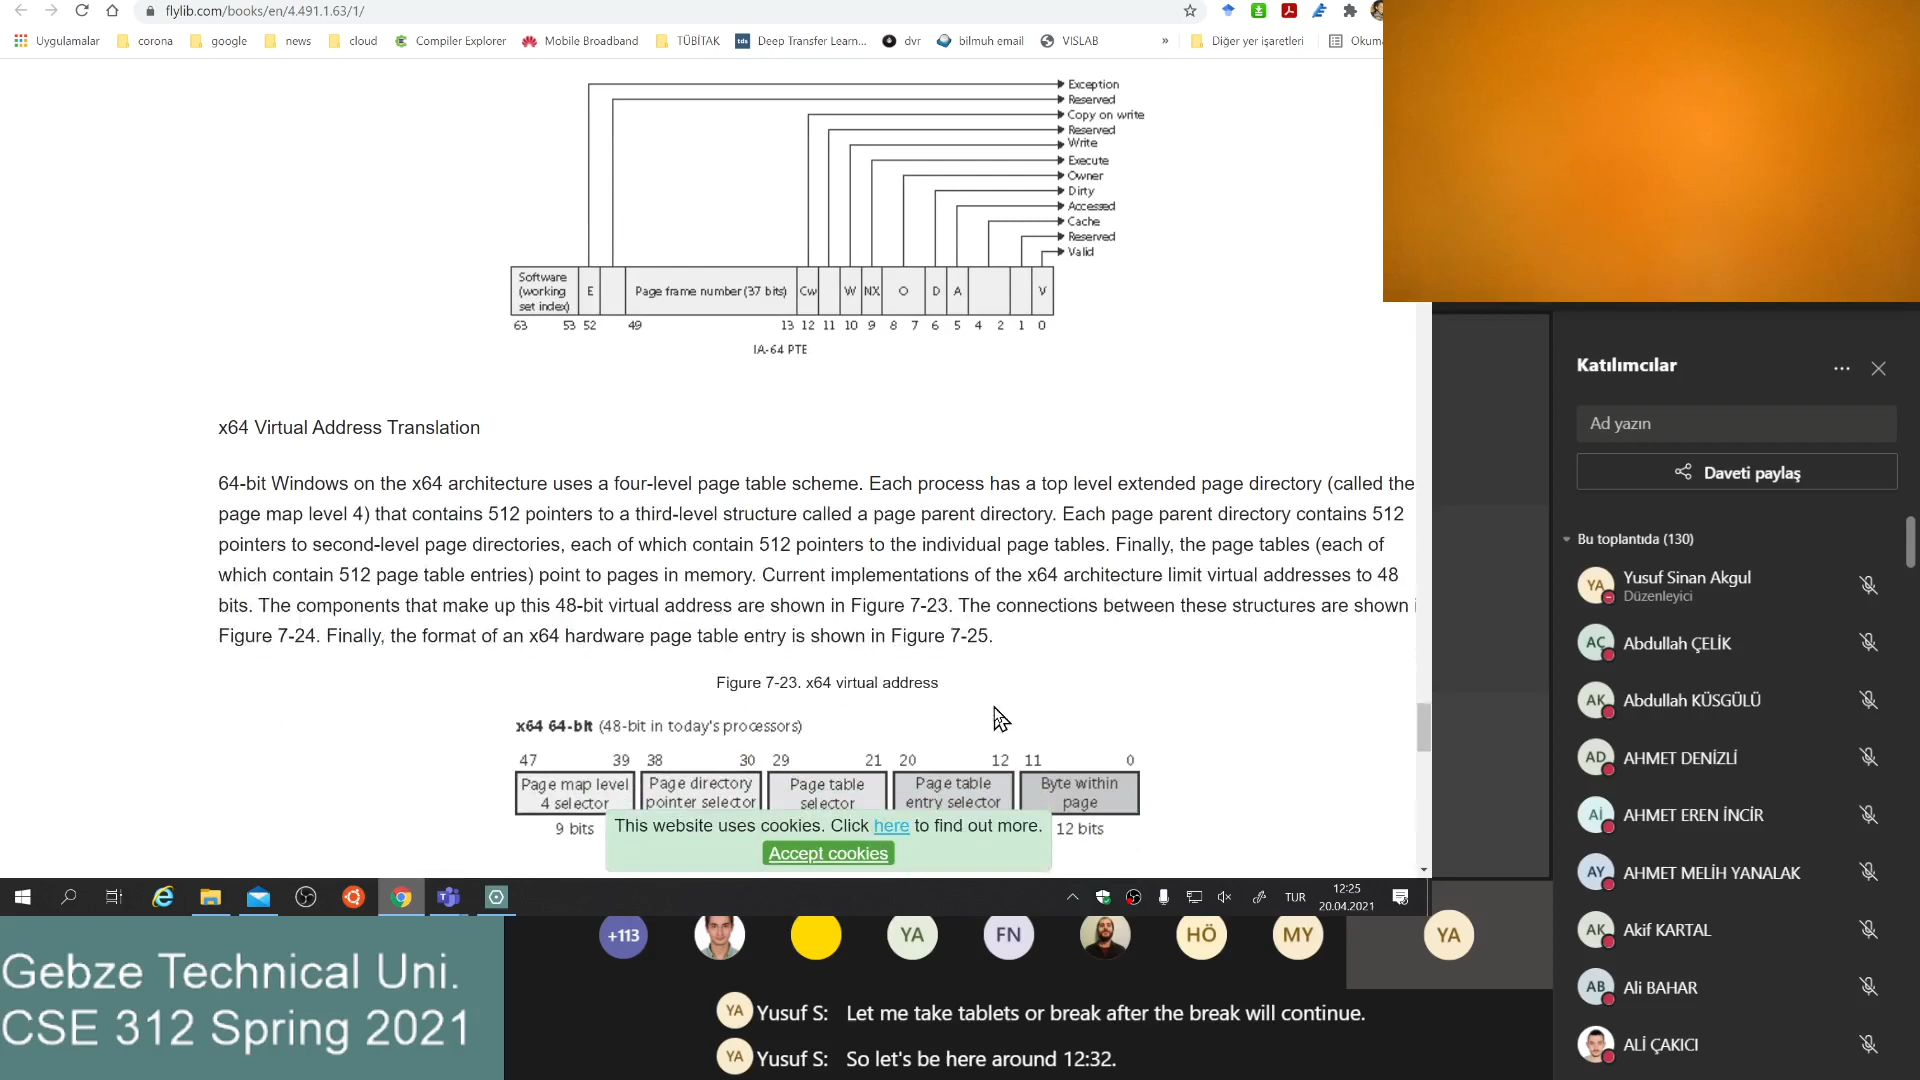 flylib.com/books/en/4.491.1.63/1/
Uygulamalar corona google news cloud Compiler Explorer Mobile Broadband TÜBİTAK Deep Transfer Learn... dvr bilmuh email VISLAB » Diğer yer işaretleri Okum
Exception
Reserved
Copy on write
Reserved
Write
Execute
Owner
Dirty
Accessed
Cache
Reserved
Valid
Software (working set index) E Page frame number (37 bits) Cw W NX O D A V
63 53 52 49 13 12 11 10 9 8 7 6 5 4 2 1 0
IA-64 PTE
x64 Virtual Address Translation
64-bit Windows on the x64 architecture uses a four-level page table scheme. Each process has a top level extended page directory (called the
page map level 4) that contains 512 pointers to a third-level structure called a page parent directory. Each page parent directory contains 512
pointers to second-level page directories, each of which contain 512 pointers to the individual page tables. Finally, the page tables (each of
which contain 512 page table entries) point to pages in memory. Current implementations of the x64 architecture limit virtual addresses to 48
bits. The components that make up this 48-bit virtual address are shown in Figure 7-23. The connections between these structures are shown i
Figure 7-24. Finally, the format of an x64 hardware page table entry is shown in Figure 7-25.
Figure 7-23. x64 virtual address
x64 64-bit (48-bit in today's processors)
47 39 38 30 29 21 20 12 11 0
Page map level 4 selector Page directory pointer selector Page table selector Page table entry selector Byte within page
9 bits 12 bits
This website uses cookies. Click here to find out more.
Accept cookies
TUR
12:25
20.04.2021
Katılımcılar
Ad yazın
Daveti paylaş
Bu toplantıda (130)
YA Yusuf Sinan Akgul
Düzenleyici
AÇ Abdullah ÇELİK
AK Abdullah KÜSGÜLÜ
AD AHMET DENİZLİ
Aİ AHMET EREN İNCİR
AY AHMET MELİH YANALAK
AK Akif KARTAL
AB Ali BAHAR
ALİ ÇAKICI
+113 YA FN HÖ MY YA
Gebze Technical Uni.
CSE 312 Spring 2021
YA Yusuf S: Let me take tablets or break after the break will continue.
YA Yusuf S: So let's be here around 12:32.